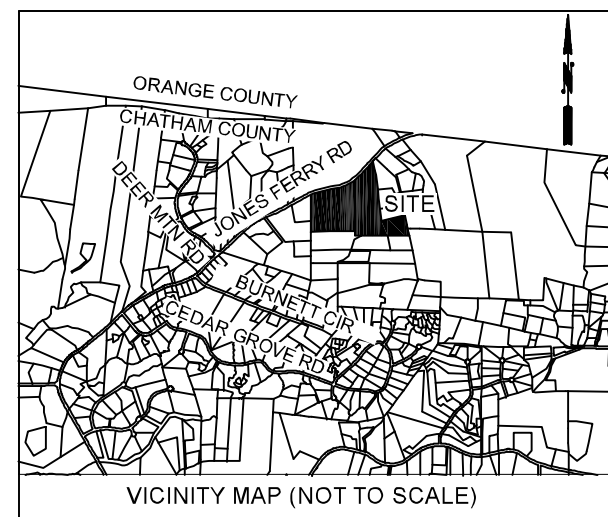 ORANGE COUNTY
N
CHATHAM COUNTY
JONES FERRY RD
DEER MTN RD
SITE
BURNETT CIR
CEDAR GROVE RD
VICINITY MAP (NOT TO SCALE)